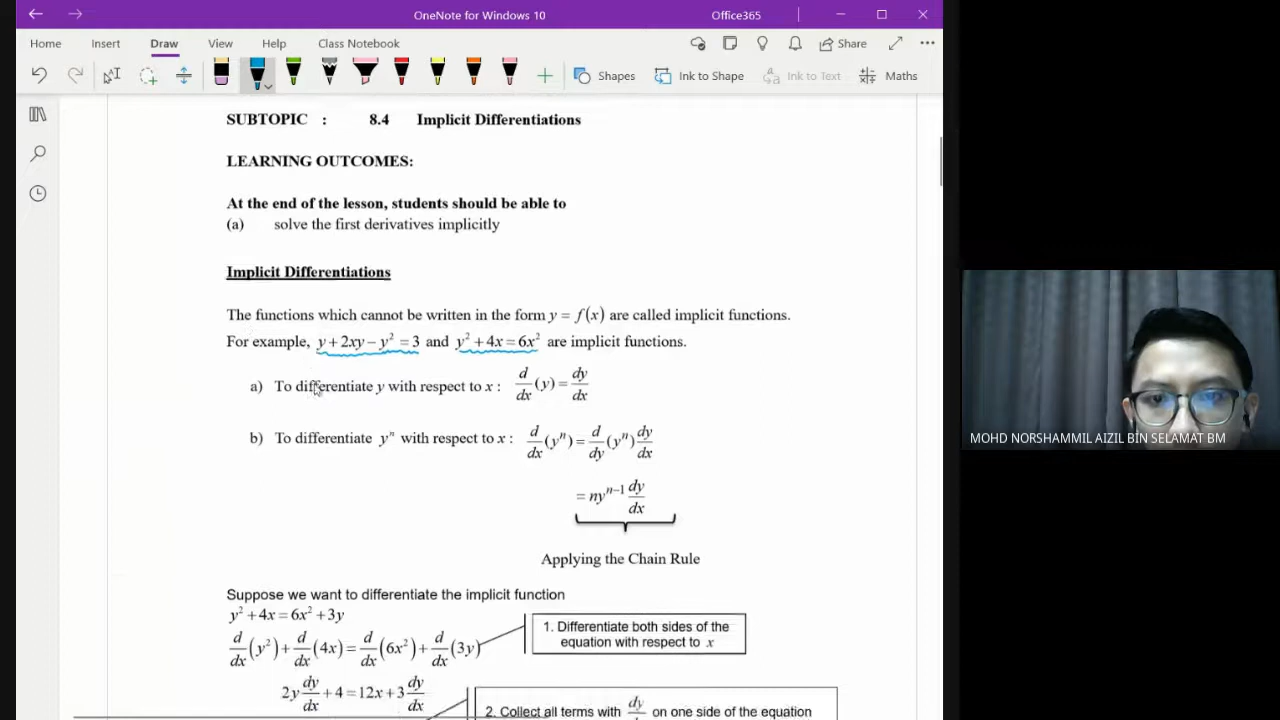 OneNote for Windows 10
Office365
Home Insert Draw View Help Class Notebook
Share
Shapes Ink to Shape Ink to Text Maths
SUBTOPIC : 8.4 Implicit Differentiations
LEARNING OUTCOMES:
At the end of the lesson, students should be able to
(a) solve the first derivatives implicitly
Implicit Differentiations
The functions which cannot be written in the form y = f(x) are called implicit functions.
For example, y + 2xy − y² = 3 and y² + 4x = 6x² are implicit functions.
a) To differentiate y with respect to x : d/dx (y) = dy/dx
b) To differentiate yⁿ with respect to x : d/dx (yⁿ) = d/dy (yⁿ) dy/dx
= nyⁿ⁻¹ dy/dx
Applying the Chain Rule
Suppose we want to differentiate the implicit function
y² + 4x = 6x² + 3y
d/dx (y²) + d/dx (4x) = d/dx (6x²) + d/dx (3y)
1. Differentiate both sides of the
equation with respect to x
2y dy/dx + 4 = 12x + 3 dy/dx
2. Collect all terms with dy/ on one side of the equation
MOHD NORSHAMMIL AIZIL BIN SELAMAT BM